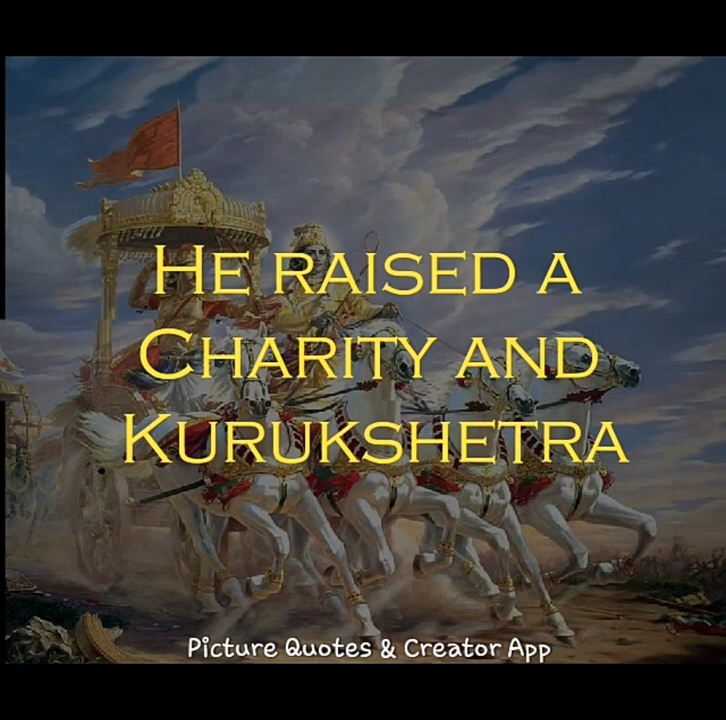 He raised a
Charity and
Kurukshetra
Picture Quotes & Creator App